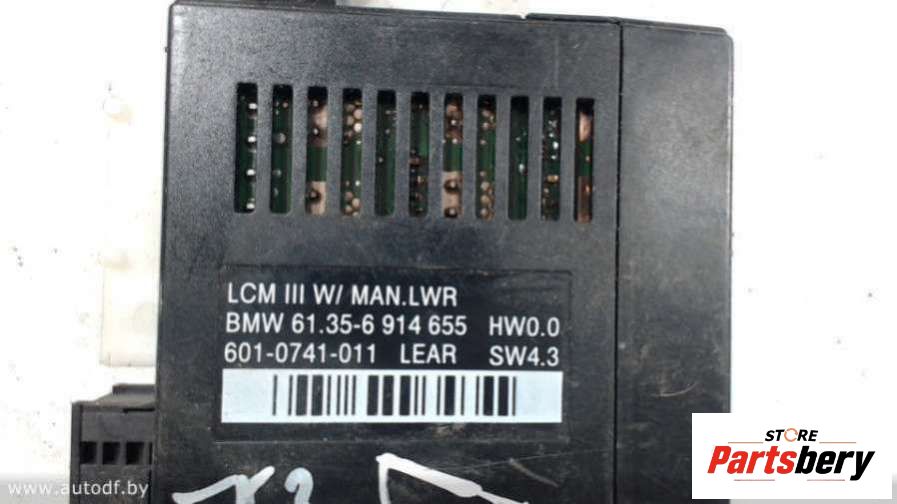 LCM III W/ MAN.LWR
BMW 61.35-6 914 655 HW0.0
601-0741-011 LEAR SW4.3
www.autodf.by
STORE
Partsbery